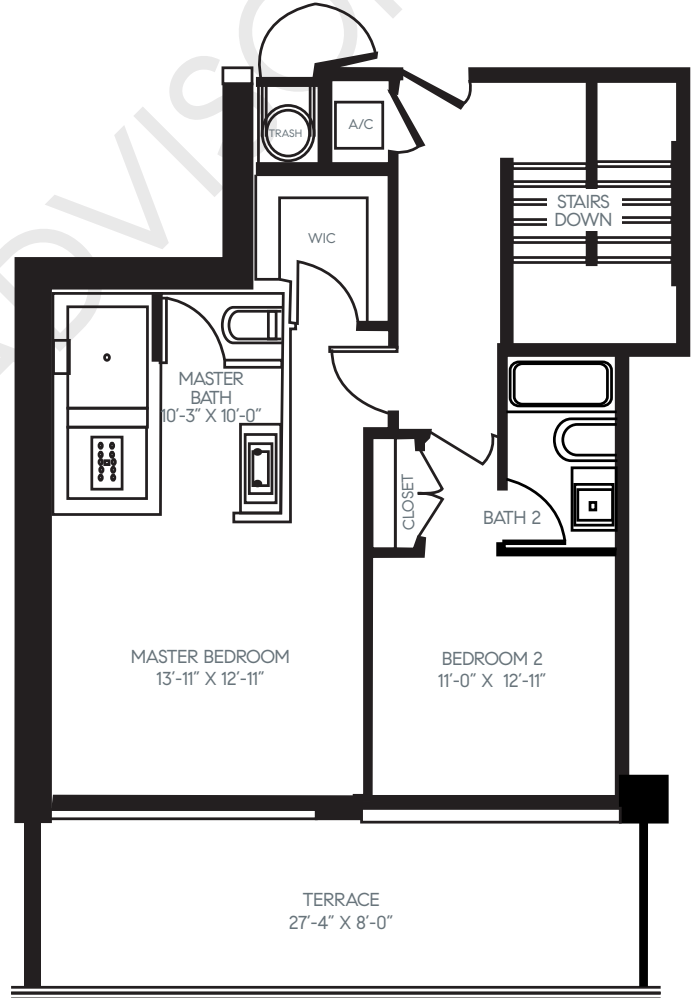 TRASH
A/C
WIC
STAIRS
DOWN
MASTER
BATH
10'-3" X 10'-0"
CLOSET
BATH 2
MASTER BEDROOM
13'-11" X 12'-11"
BEDROOM 2
11'-0" X 12'-11"
TERRACE
27'-4" X 8'-0"